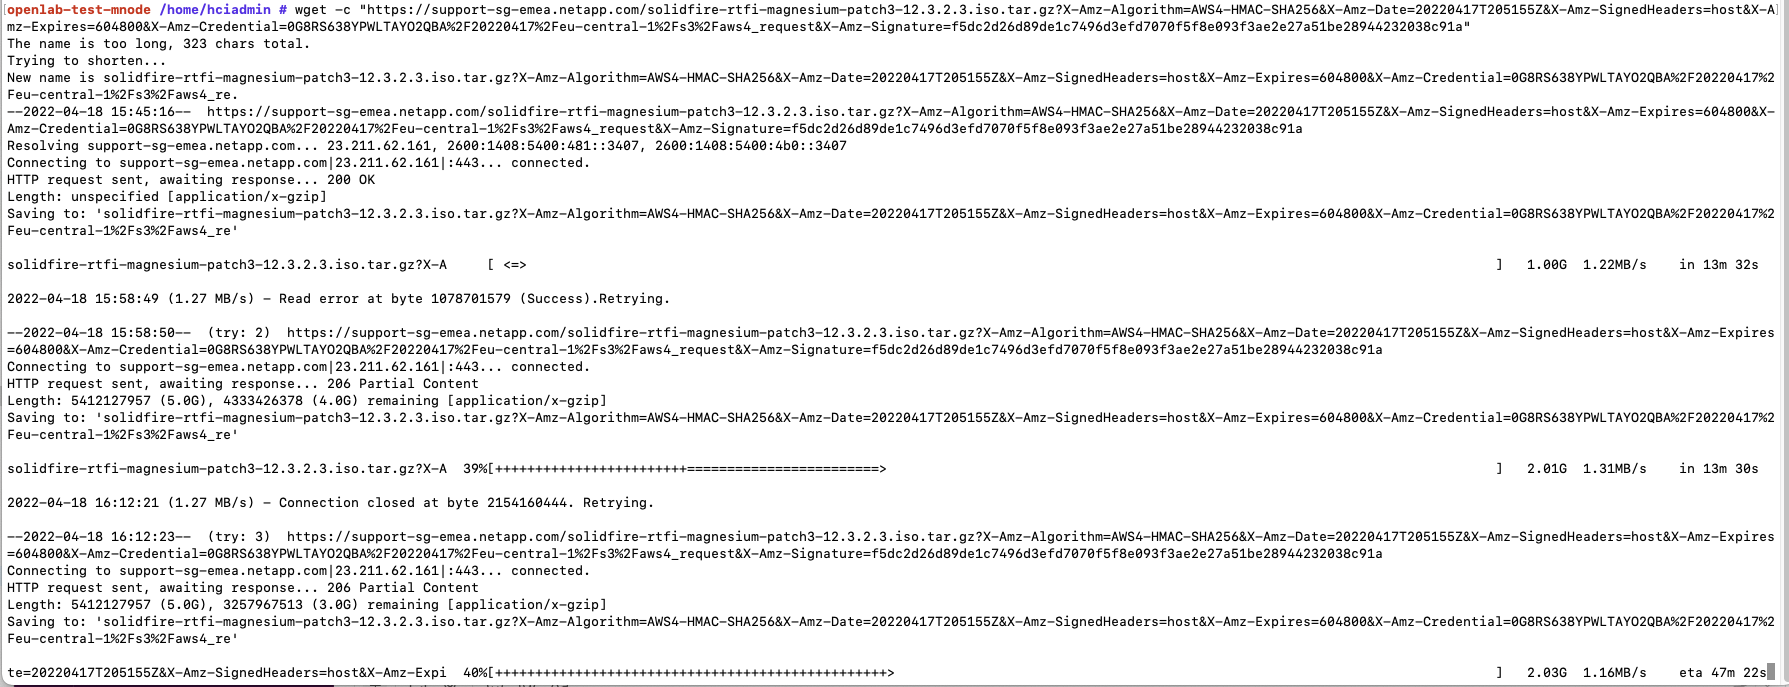 openlab-test-mnode /home/hciadmin # wget -c "https://support-sg-emea.netapp.com/solidfire-rtfi-magnesium-patch3-12.3.2.3.iso.tar.gz?X-Amz-Algorithm=AWS4-HMAC-SHA256&X-Amz-Date=20220417T205155Z&X-Amz-SignedHeaders=host&X-A
mz-Expires=604800&X-Amz-Credential=0G8RS638YPWLTAYO2QBA%2F20220417%2Feu-central-1%2Fs3%2Faws4_request&X-Amz-Signature=f5dc2d26d89de1c7496d3efd7070f5f8e093f3ae2e27a51be28944232038c91a"
The name is too long, 323 chars total.
Trying to shorten...
New name is solidfire-rtfi-magnesium-patch3-12.3.2.3.iso.tar.gz?X-Amz-Algorithm=AWS4-HMAC-SHA256&X-Amz-Date=20220417T205155Z&X-Amz-SignedHeaders=host&X-Amz-Expires=604800&X-Amz-Credential=0G8RS638YPWLTAYO2QBA%2F20220417%2
Feu-central-1%2Fs3%2Faws4_re.
--2022-04-18 15:45:16--  https://support-sg-emea.netapp.com/solidfire-rtfi-magnesium-patch3-12.3.2.3.iso.tar.gz?X-Amz-Algorithm=AWS4-HMAC-SHA256&X-Amz-Date=20220417T205155Z&X-Amz-SignedHeaders=host&X-Amz-Expires=604800&X-
Amz-Credential=0G8RS638YPWLTAYO2QBA%2F20220417%2Feu-central-1%2Fs3%2Faws4_request&X-Amz-Signature=f5dc2d26d89de1c7496d3efd7070f5f8e093f3ae2e27a51be28944232038c91a
Resolving support-sg-emea.netapp.com... 23.211.62.161, 2600:1408:5400:481::3407, 2600:1408:5400:4b0::3407
Connecting to support-sg-emea.netapp.com|23.211.62.161|:443... connected.
HTTP request sent, awaiting response... 200 OK
Length: unspecified [application/x-gzip]
Saving to: 'solidfire-rtfi-magnesium-patch3-12.3.2.3.iso.tar.gz?X-Amz-Algorithm=AWS4-HMAC-SHA256&X-Amz-Date=20220417T205155Z&X-Amz-SignedHeaders=host&X-Amz-Expires=604800&X-Amz-Credential=0G8RS638YPWLTAYO2QBA%2F20220417%2
Feu-central-1%2Fs3%2Faws4_re'
solidfire-rtfi-magnesium-patch3-12.3.2.3.iso.tar.gz?X-A     [ <=>                    ]   1.00G  1.22MB/s    in 13m 32s
2022-04-18 15:58:49 (1.27 MB/s) - Read error at byte 1078701579 (Success).Retrying.
--2022-04-18 15:58:50--  (try: 2)  https://support-sg-emea.netapp.com/solidfire-rtfi-magnesium-patch3-12.3.2.3.iso.tar.gz?X-Amz-Algorithm=AWS4-HMAC-SHA256&X-Amz-Date=20220417T205155Z&X-Amz-SignedHeaders=host&X-Amz-Expires
=604800&X-Amz-Credential=0G8RS638YPWLTAYO2QBA%2F20220417%2Feu-central-1%2Fs3%2Faws4_request&X-Amz-Signature=f5dc2d26d89de1c7496d3efd7070f5f8e093f3ae2e27a51be28944232038c91a
Connecting to support-sg-emea.netapp.com|23.211.62.161|:443... connected.
HTTP request sent, awaiting response... 206 Partial Content
Length: 5412127957 (5.0G), 4333426378 (4.0G) remaining [application/x-gzip]
Saving to: 'solidfire-rtfi-magnesium-patch3-12.3.2.3.iso.tar.gz?X-Amz-Algorithm=AWS4-HMAC-SHA256&X-Amz-Date=20220417T205155Z&X-Amz-SignedHeaders=host&X-Amz-Expires=604800&X-Amz-Credential=0G8RS638YPWLTAYO2QBA%2F20220417%2
Feu-central-1%2Fs3%2Faws4_re'
solidfire-rtfi-magnesium-patch3-12.3.2.3.iso.tar.gz?X-A  39%[++++++++++++++++++++++++========================>                    ]   2.01G  1.31MB/s    in 13m 30s
2022-04-18 16:12:21 (1.27 MB/s) - Connection closed at byte 2154160444. Retrying.
--2022-04-18 16:12:23--  (try: 3)  https://support-sg-emea.netapp.com/solidfire-rtfi-magnesium-patch3-12.3.2.3.iso.tar.gz?X-Amz-Algorithm=AWS4-HMAC-SHA256&X-Amz-Date=20220417T205155Z&X-Amz-SignedHeaders=host&X-Amz-Expires
=604800&X-Amz-Credential=0G8RS638YPWLTAYO2QBA%2F20220417%2Feu-central-1%2Fs3%2Faws4_request&X-Amz-Signature=f5dc2d26d89de1c7496d3efd7070f5f8e093f3ae2e27a51be28944232038c91a
Connecting to support-sg-emea.netapp.com|23.211.62.161|:443... connected.
HTTP request sent, awaiting response... 206 Partial Content
Length: 5412127957 (5.0G), 3257967513 (3.0G) remaining [application/x-gzip]
Saving to: 'solidfire-rtfi-magnesium-patch3-12.3.2.3.iso.tar.gz?X-Amz-Algorithm=AWS4-HMAC-SHA256&X-Amz-Date=20220417T205155Z&X-Amz-SignedHeaders=host&X-Amz-Expires=604800&X-Amz-Credential=0G8RS638YPWLTAYO2QBA%2F20220417%2
Feu-central-1%2Fs3%2Faws4_re'
te=20220417T205155Z&X-Amz-SignedHeaders=host&X-Amz-Expi  40%[+++++++++++++++++++++++++++++++++++++++++++++++++>                    ]   2.03G  1.16MB/s    eta 47m 22s